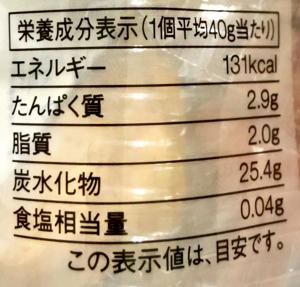 栄養成分表示(1個平均40g当たり)
エネルギー 131kcal
たんぱく質 2.9g
脂質 2.0g
炭水化物 25.4g
食塩相当量 0.04g
この表示値は、目安です。